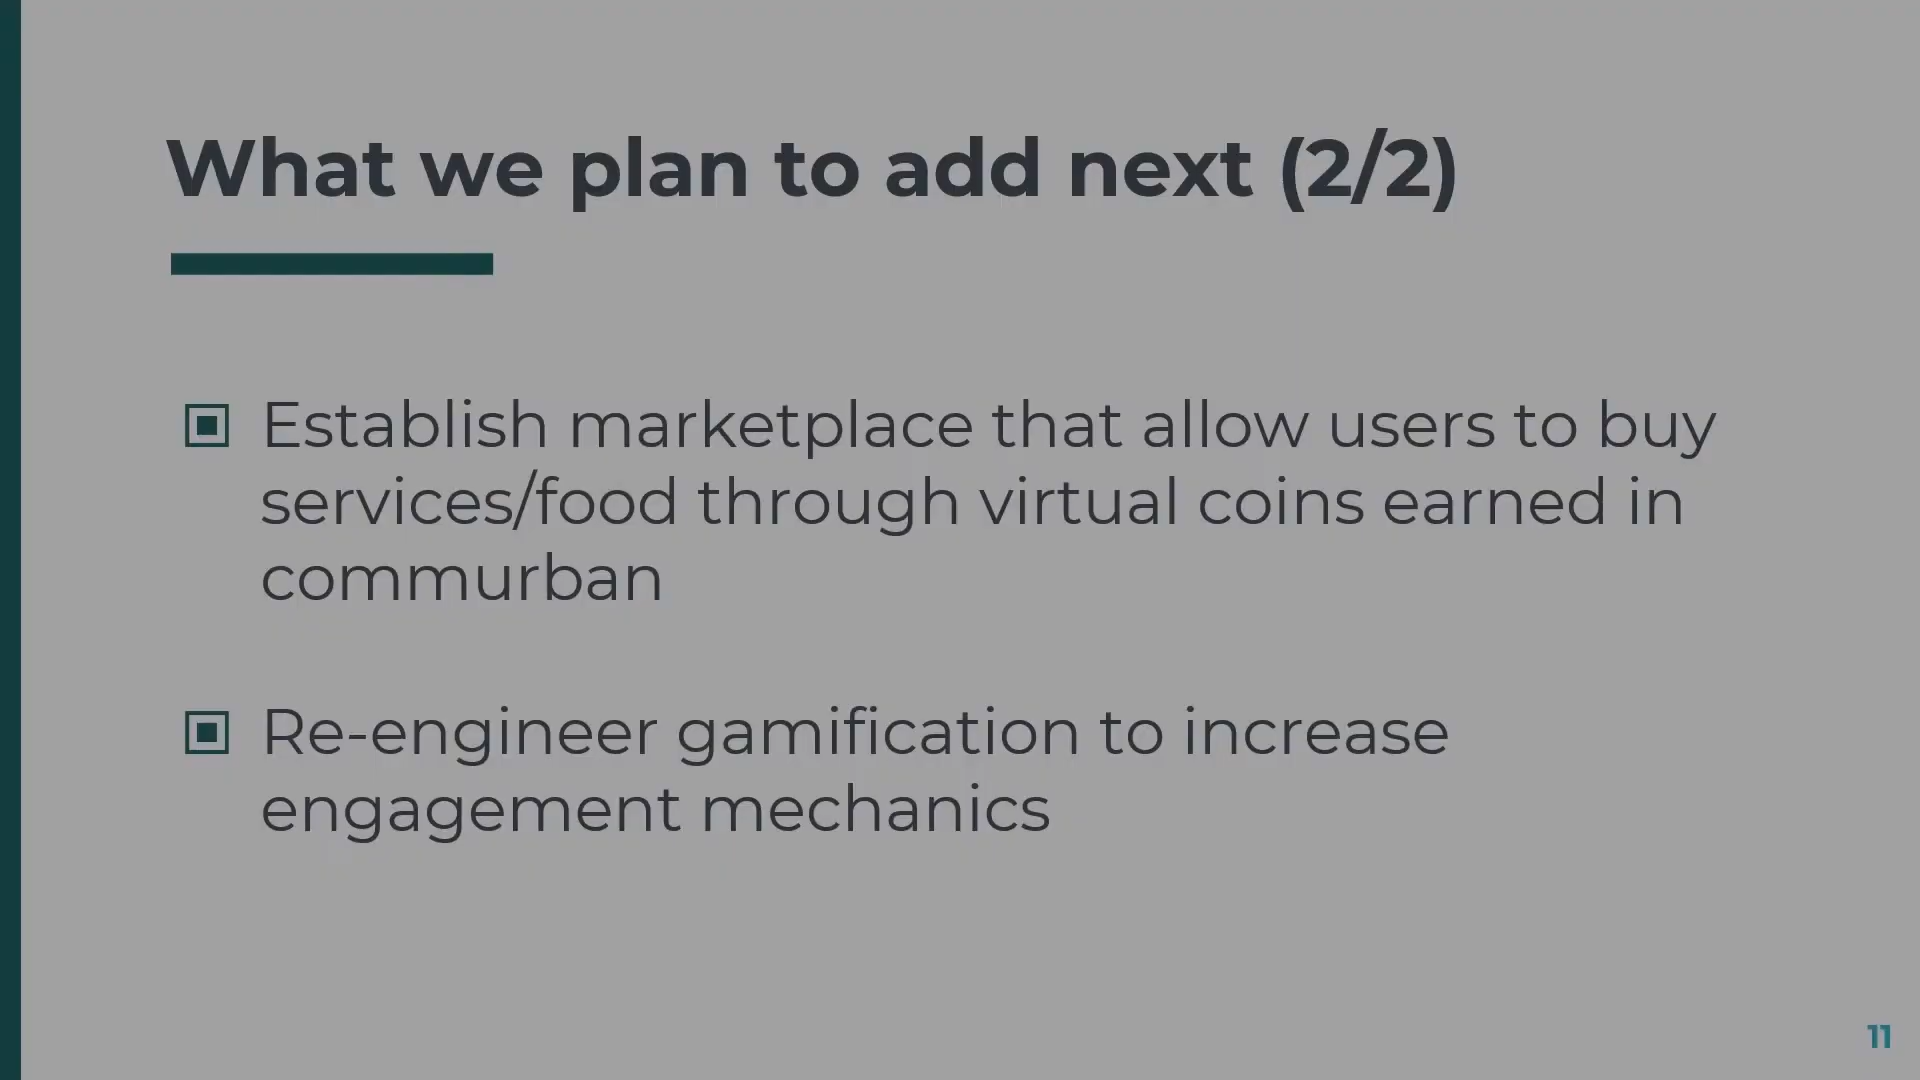 What we plan to add next (2/2)
Establish marketplace that allow users to buy
services/food through virtual coins earned in
commurban
Re-engineer gamification to increase
engagement mechanics
11